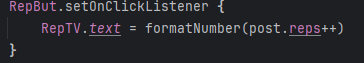 RepBut.setOnClickListener {
    RepTV.text = formatNumber(post.reps++)
}